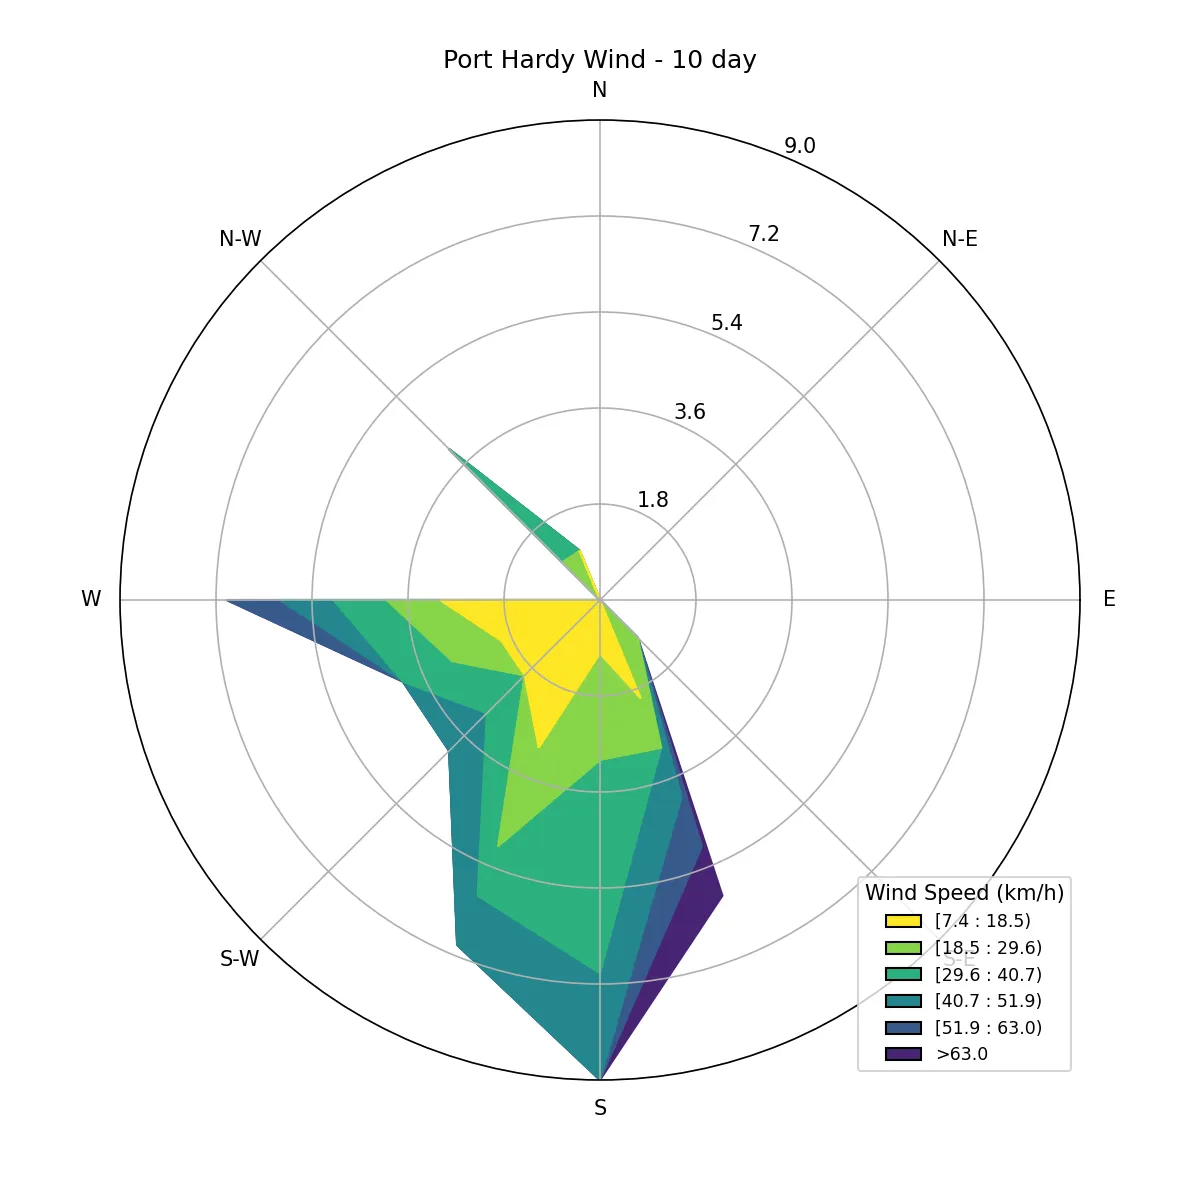 Port Hardy Wind - 10 day
N
9.0
7.2
N-W
N-E
5.4
3.6
1.8
W
E
S-W
S-E
S
Wind Speed (km/h)
[7.4 : 18.5)
[18.5 : 29.6)
[29.6 : 40.7)
[40.7 : 51.9)
[51.9 : 63.0)
>63.0